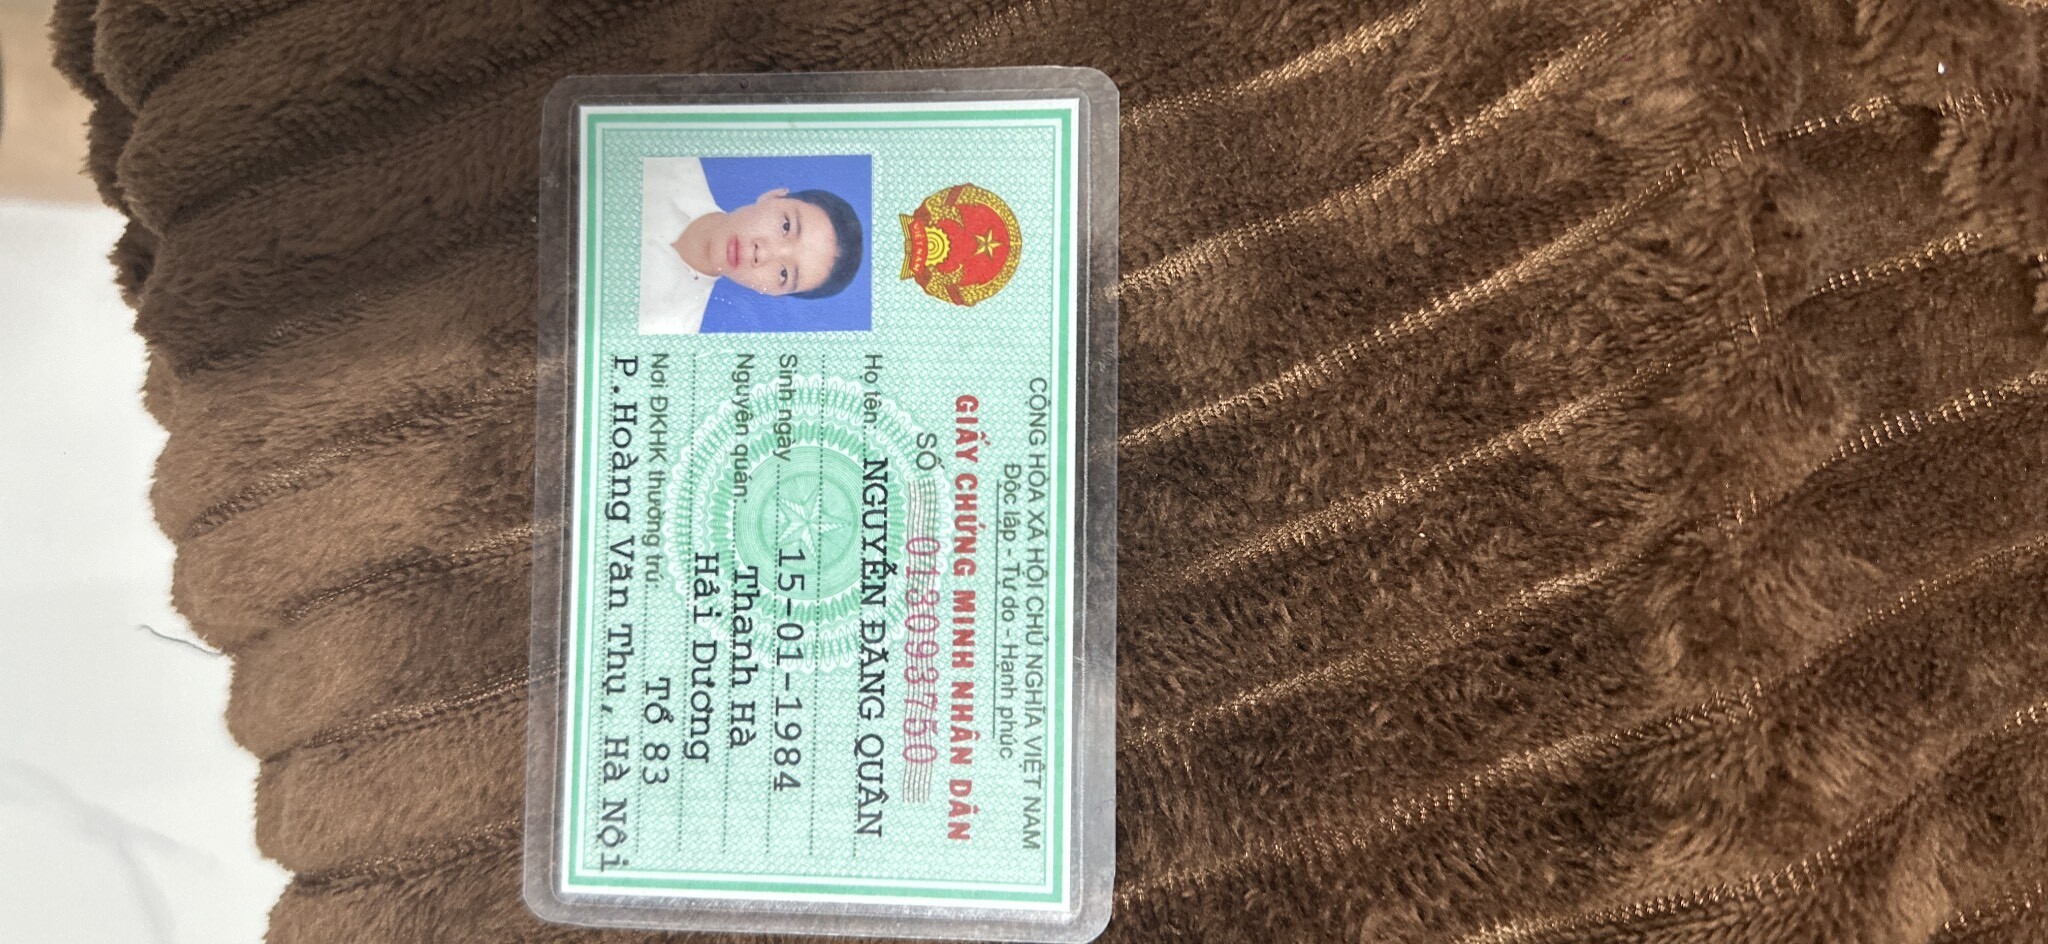 CỘNG HÒA XÃ HỘI CHỦ NGHĨA VIỆT NAM
Độc lập - Tự do - Hạnh phúc
GIẤY CHỨNG MINH NHÂN DÂN
SỐ 013093750
Họ tên: NGUYỄN ĐĂNG QUÂN
Sinh ngày 15-01-1984
Nguyên quán: Thanh Hà
Hải Dương
Nơi ĐKHK thường trú: Tổ 83
P.Hoàng Văn Thụ, Hà Nội
VIỆT NAM